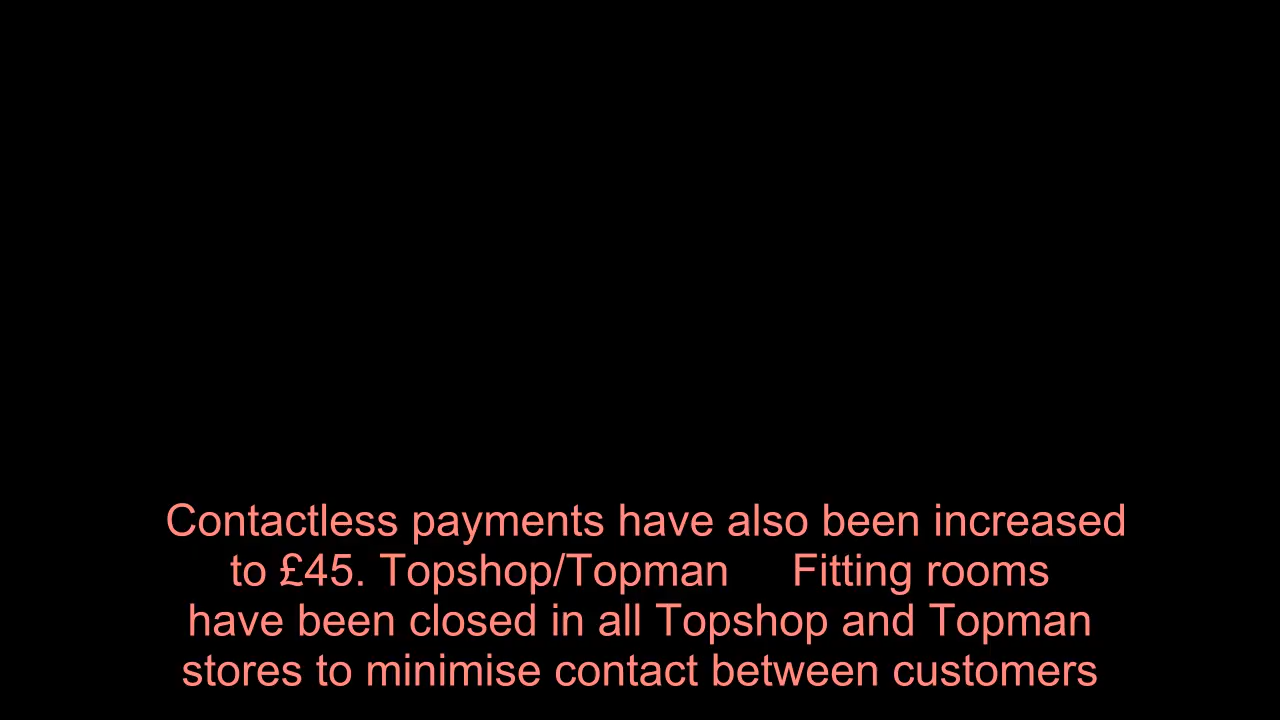 Contactless payments have also been increased
to £45. Topshop/Topman     Fitting rooms
have been closed in all Topshop and Topman
stores to minimise contact between customers